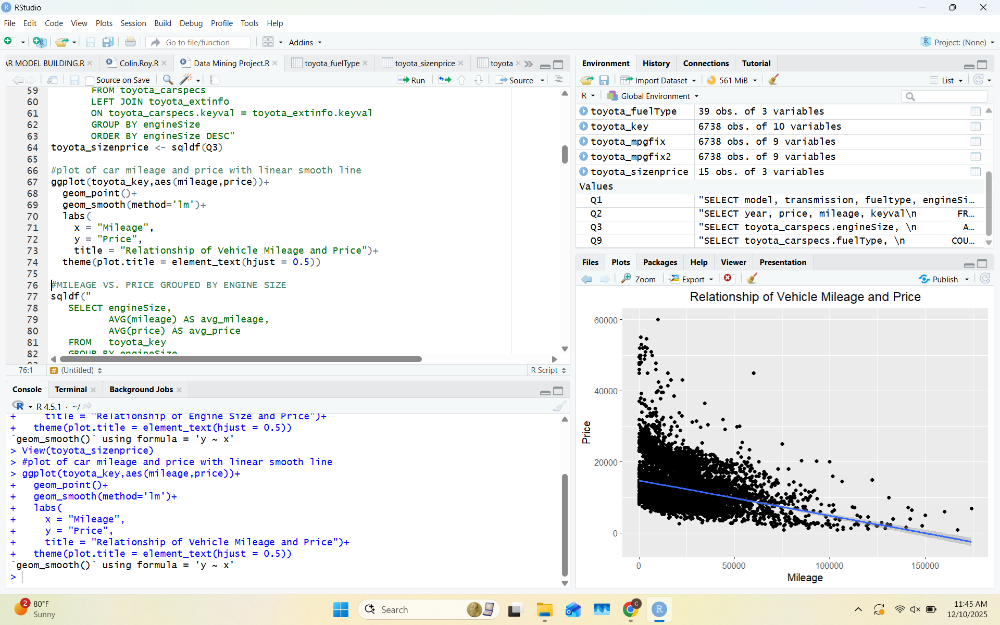 RStudio
File Edit Code View Plots Session Build Debug Profile Tools Help
Go to file/function
Addins
Project: (None)
AR MODEL BUILDING.R
Colin.Roy.R
Data Mining Project.R
toyota_fuelType
toyota_sizenprice
toyota
Source on Save
Run
Source
59 FROM toyota_carspecs
60 LEFT JOIN toyota_extinfo
61 ON toyota_carspecs.keyval = toyota_extinfo.keyval
62 GROUP BY engineSize
63 ORDER BY engineSize DESC"
64 toyota_sizenprice <- sqldf(Q3)
65
66 #plot of car mileage and price with linear smooth line
67 ggplot(toyota_key,aes(mileage,price))+
68 geom_point()+
69 geom_smooth(method='lm')+
70 labs(
71 x = "Mileage",
72 y = "Price",
73 title = "Relationship of Vehicle Mileage and Price")+
74 theme(plot.title = element_text(hjust = 0.5))
75
76 #MILEAGE VS. PRICE GROUPED BY ENGINE SIZE
77 sqldf("
78 SELECT engineSize,
79 AVG(mileage) AS avg_mileage,
80 AVG(price) AS avg_price
81 FROM toyota_key
82 GROUP BY engineSize
76:1 # (Untitled) R Script
Console Terminal Background Jobs
R R 4.5.1 · ~/
+ title = "Relationship of Engine Size and Price")+
+ theme(plot.title = element_text(hjust = 0.5))
`geom_smooth()` using formula = 'y ~ x'
> View(toyota_sizenprice)
> #plot of car mileage and price with linear smooth line
> ggplot(toyota_key,aes(mileage,price))+
+ geom_point()+
+ geom_smooth(method='lm')+
+ labs(
+ x = "Mileage",
+ y = "Price",
+ title = "Relationship of Vehicle Mileage and Price")+
+ theme(plot.title = element_text(hjust = 0.5))
`geom_smooth()` using formula = 'y ~ x'
>
Environment History Connections Tutorial
Import Dataset 561 MiB List
R Global Environment
toyota_fuelType 39 obs. of 3 variables
toyota_key 6738 obs. of 10 variables
toyota_mpgfix 6738 obs. of 9 variables
toyota_mpgfix2 6738 obs. of 9 variables
toyota_sizenprice 15 obs. of 3 variables
Values
Q1 "SELECT model, transmission, fueltype, engineSi…
Q2 "SELECT year, price, mileage, keyval\n FR…
Q3 "SELECT toyota_carspecs.engineSize, \n A…
Q9 "SELECT toyota_carspecs.fuelType, \n COU…
Files Plots Packages Help Viewer Presentation
Zoom Export Publish
Relationship of Vehicle Mileage and Price
60000
40000
20000
0
Price
0 50000 100000 150000
Mileage
2
80°F
Sunny
Search
C
R
11:45 AM
12/10/2025